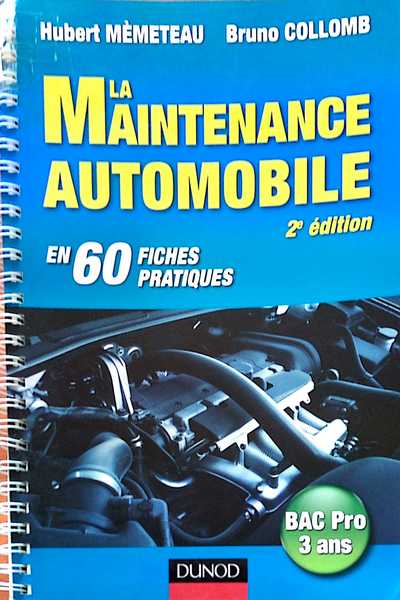 Hubert MÈMETEAU Bruno COLLOMB
LA
MAINTENANCE
AUTOMOBILE
2e édition
EN 60 FICHES
PRATIQUES
BAC Pro
3 ans
DUNOD